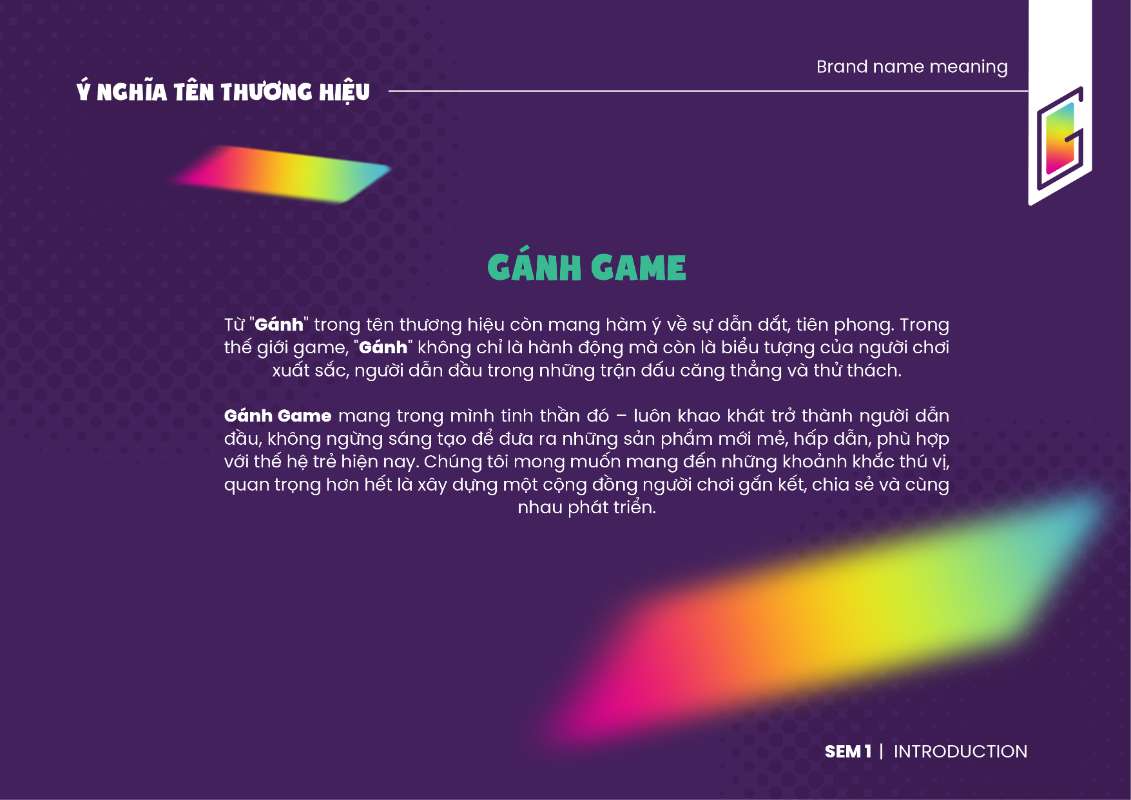 Brand name meaning
Ý NGHĨA TÊN THƯƠNG HIỆU
G
GÁNH GAME
Từ "Gánh" trong tên thương hiệu còn mang hàm ý về sự dẫn dắt, tiên phong. Trong
thế giới game, "Gánh" không chỉ là hành động mà còn là biểu tượng của người chơi
xuất sắc, người dẫn đầu trong những trận đấu căng thẳng và thử thách.
Gánh Game mang trong mình tinh thần đó – luôn khao khát trở thành người dẫn
đầu, không ngừng sáng tạo để đưa ra những sản phẩm mới mẻ, hấp dẫn, phù hợp
với thế hệ trẻ hiện nay. Chúng tôi mong muốn mang đến những khoảnh khắc thú vị,
quan trọng hơn hết là xây dựng một cộng đồng người chơi gắn kết, chia sẻ và cùng
nhau phát triển.
SEM 1 | INTRODUCTION